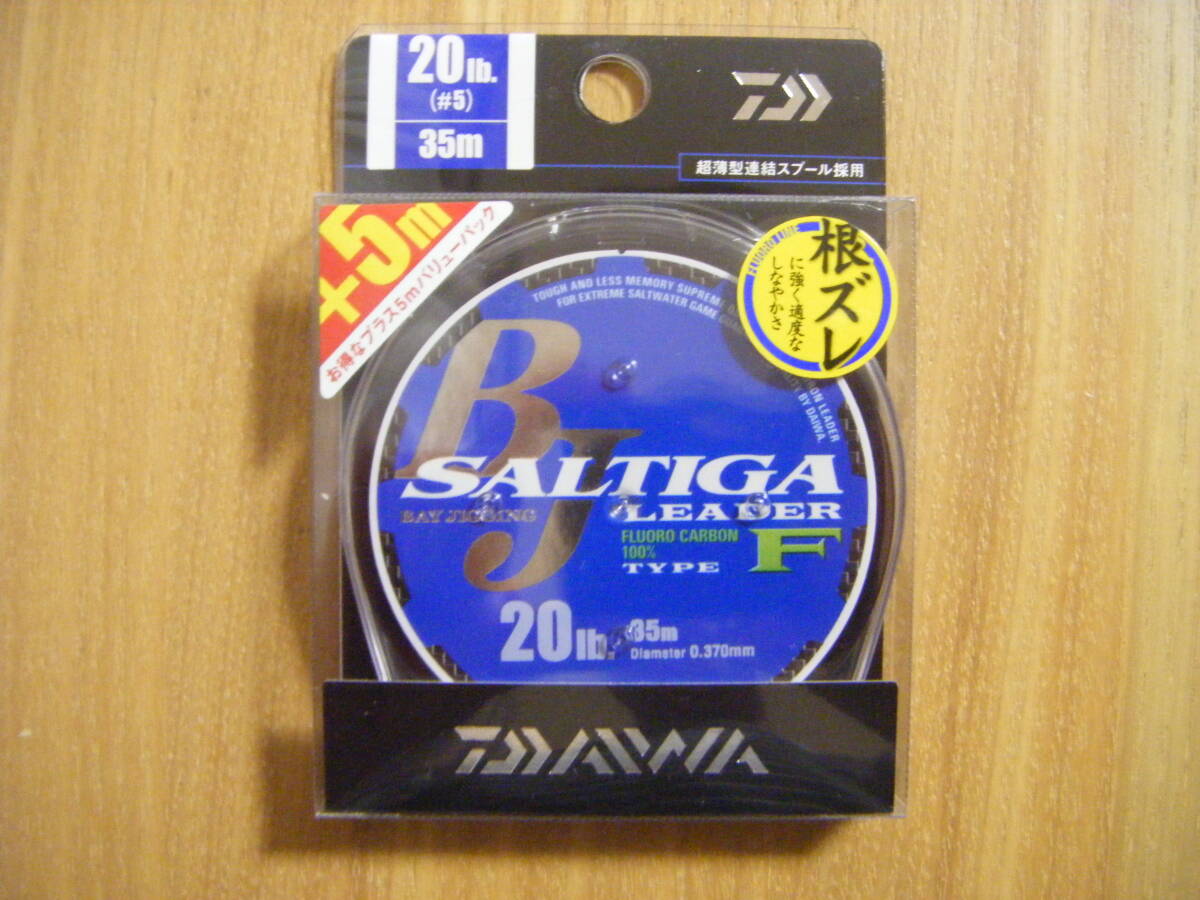 20lb.
(#5)
35m
超薄型連結スプール採用
+5m
お得なプラス5mバリューパック
FLUORO LINE
根ズレ
に強く適度な
しなやかさ
TOUGH AND LESS MEMORY
FOR EXTREME SALTWATER GAME
LEADER
BY DAIWA.
BJ
SALTIGA
BAY JIGGING
LEADER
FLUORO CARBON
100%
TYPE F
20lb. 35m
Diameter 0.370mm
DAIWA